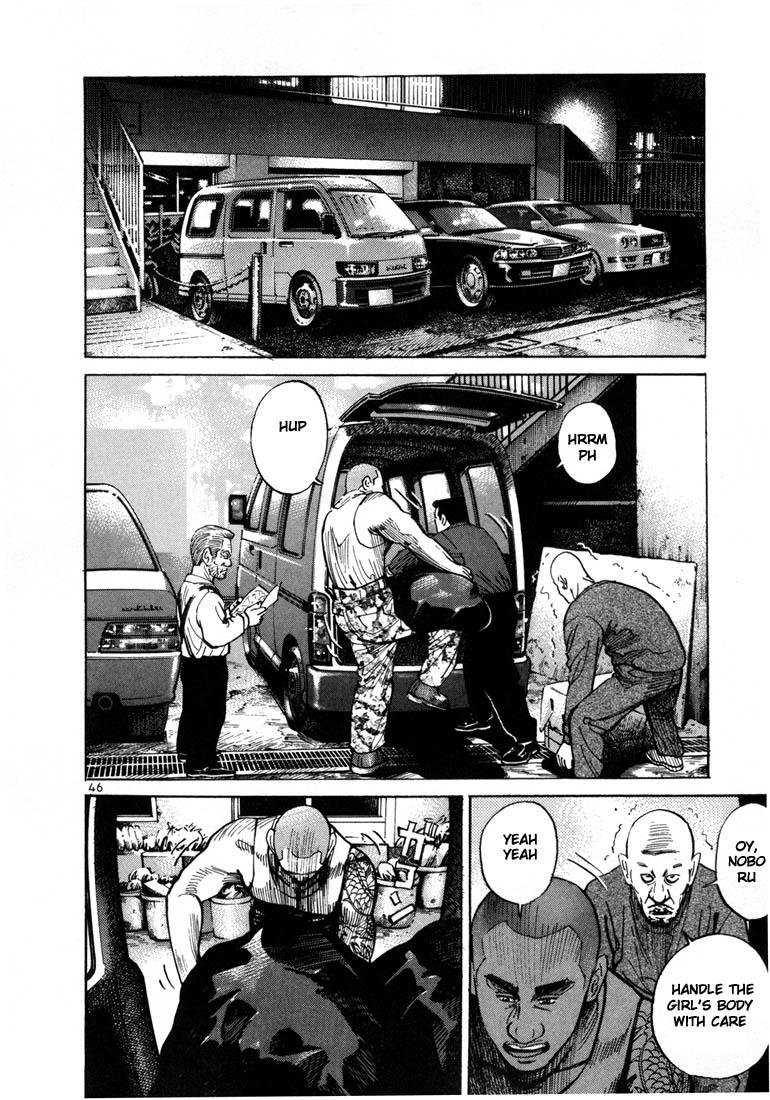 HUP
HRRM
PH
46
YEAH
YEAH
OY,
NOBO
RU
HANDLE THE
GIRL'S BODY
WITH CARE